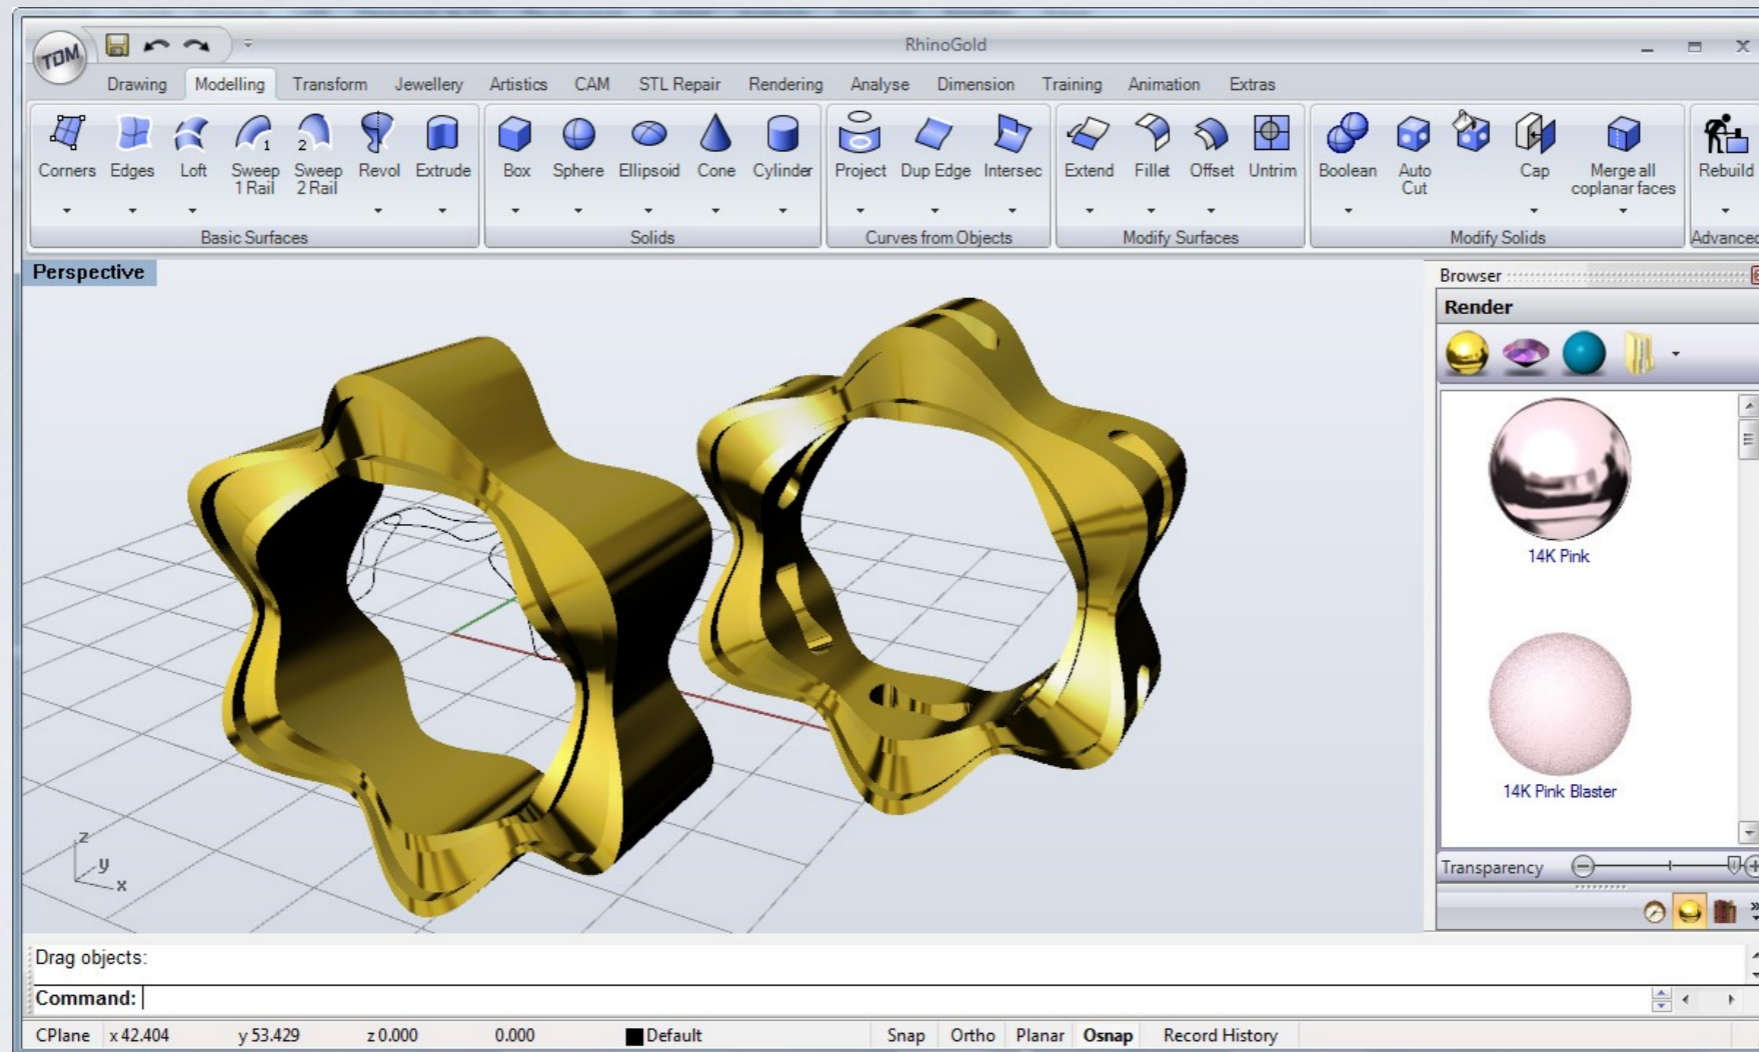 TDM
RhinoGold
Drawing Modelling Transform Jewellery Artistics CAM STL Repair Rendering Analyse Dimension Training Animation Extras
1 2
Corners Edges Loft Sweep 1 Rail Sweep 2 Rail Revol Extrude Box Sphere Ellipsoid Cone Cylinder Project Dup Edge Intersec Extend Fillet Offset Untrim Boolean Auto Cut Cap Merge all coplanar faces Rebuild
Basic Surfaces Solids Curves from Objects Modify Surfaces Modify Solids Advanced
Perspective
Browser
Render
14K Pink
14K Pink Blaster
Transparency
z
y
x
Drag objects:
Command:
CPlane x 42.404 y 53.429 z 0.000 0.000 Default Snap Ortho Planar Osnap Record History